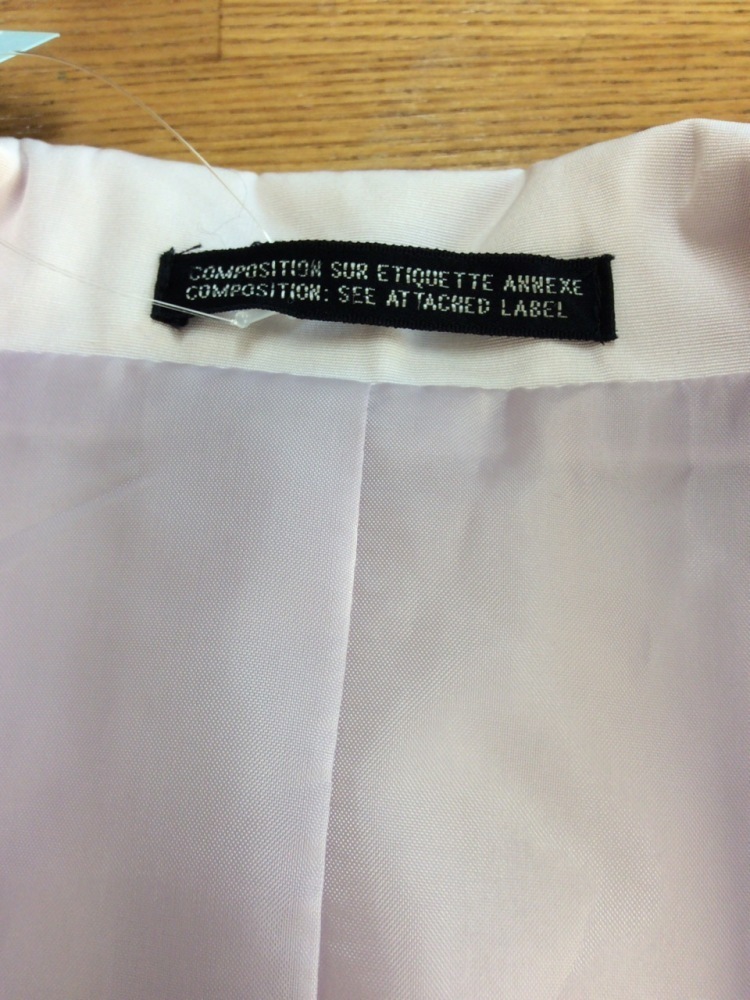 COMPOSITION SUR ETIQUETTE ANNEXE
COMPOSITION: SEE ATTACHED LABEL